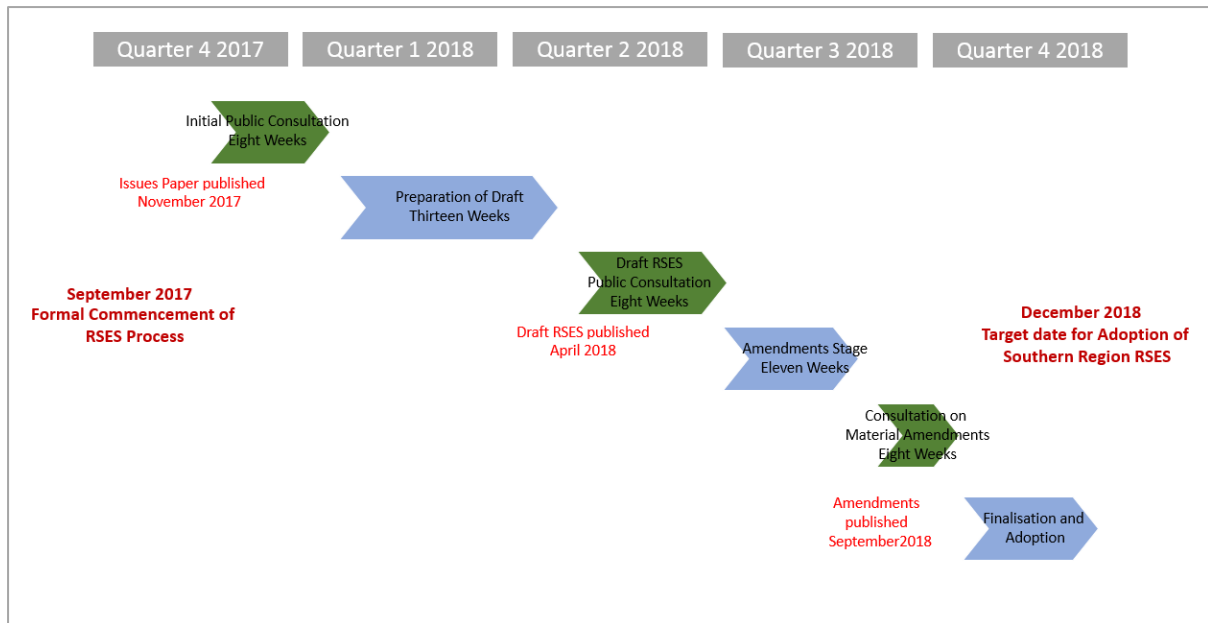 Quarter 4 2017
Quarter 1 2018
Quarter 2 2018
Quarter 3 2018
Quarter 4 2018
Initial Public Consultation
Eight Weeks
Issues Paper published
November 2017
Preparation of Draft
Thirteen Weeks
September 2017
Formal Commencement of
RSES Process
Draft RSES
Public Consultation
Eight Weeks
Draft RSES published
April 2018
Amendments Stage
Eleven Weeks
December 2018
Target date for Adoption of
Southern Region RSES
Consultation on
Material Amendments
Eight Weeks
Amendments
published
September2018
Finalisation and
Adoption